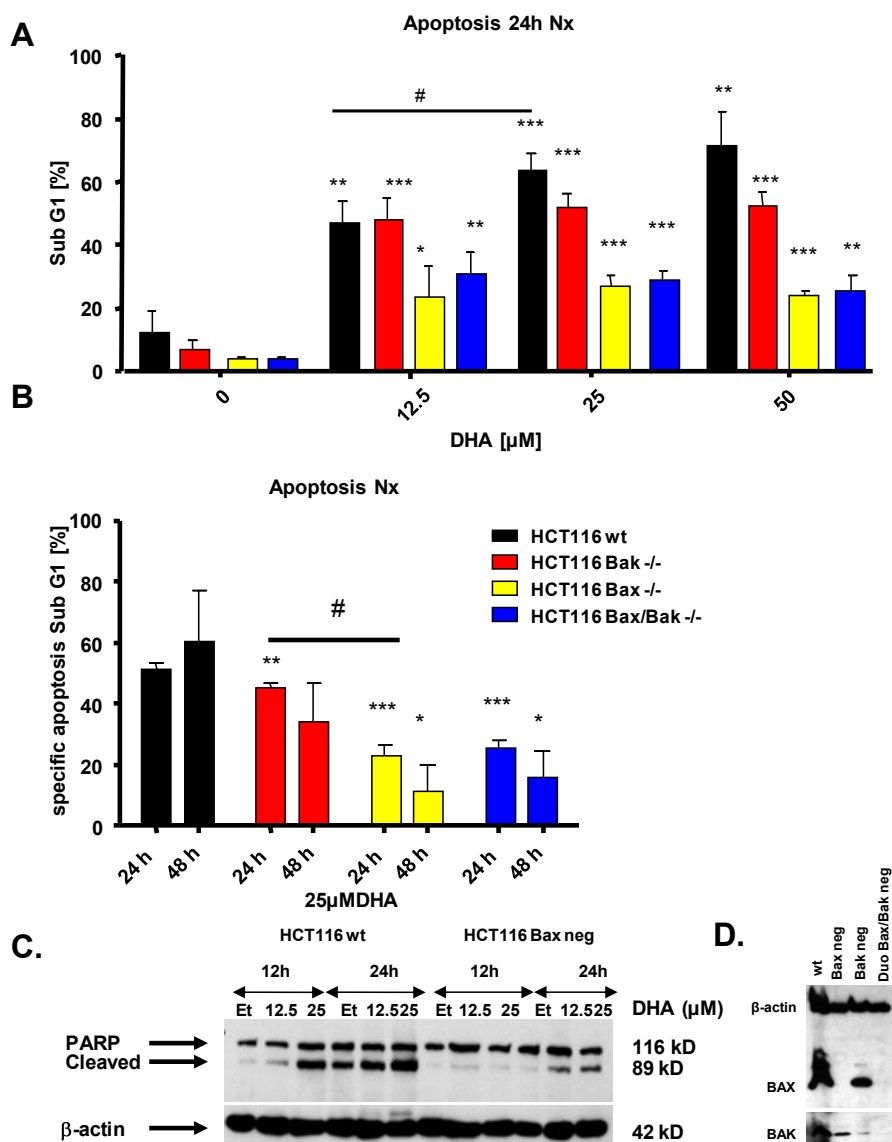 A
Apoptosis 24h Nx
100
80
60
40
20
0
Sub G1 [%]
#
** *** * **
*** *** *** ***
** *** *** **
0 12.5 25 50
DHA [µM]
B
Apoptosis Nx
100
80
60
40
20
0
specific apoptosis Sub G1 [%]
HCT116 wt
HCT116 Bak -/-
HCT116 Bax -/-
HCT116 Bax/Bak -/-
#
** *** * *** *
24 h 48 h 24 h 48 h 24 h 48 h 24 h 48 h
25µMDHA
C.
HCT116 wt HCT116 Bax neg
12h 24h 12h 24h
Et 12.5 25 Et 12.5 25 Et 12.5 25 Et 12.5 25 DHA (µM)
PARP 116 kD
Cleaved 89 kD
β-actin 42 kD
D.
wt
Bax neg
Bak neg
Duo Bax/Bak neg
β-actin
BAX
BAK